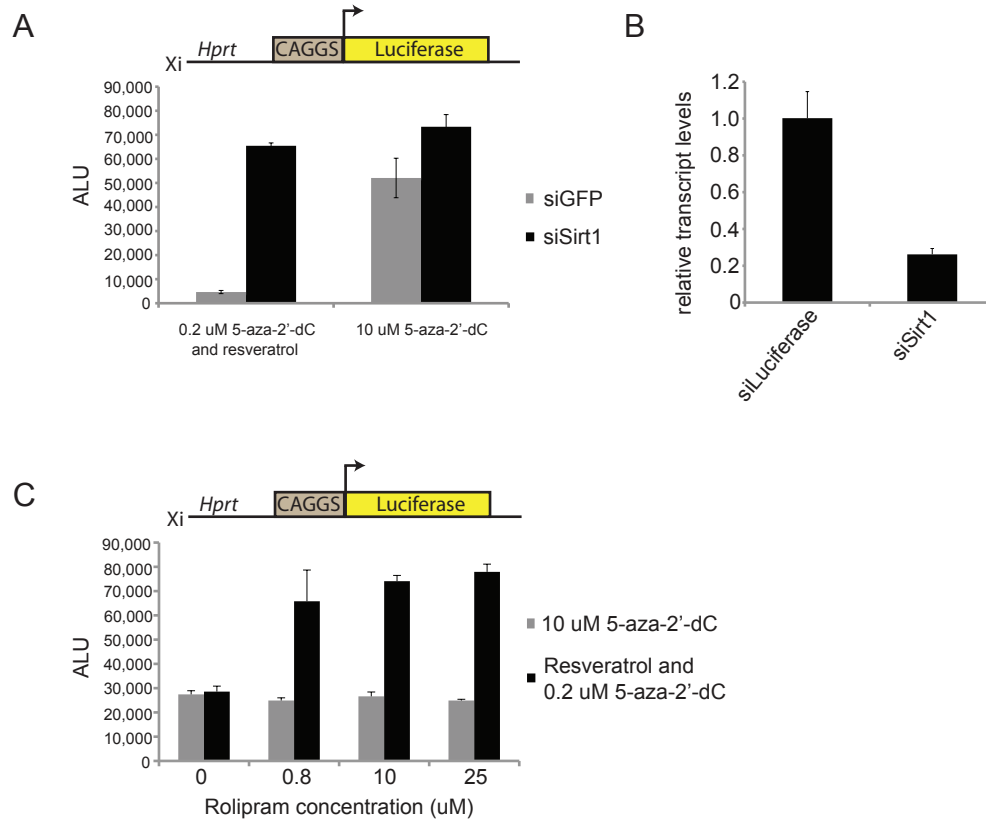 A
Hprt
CAGGS
Luciferase
Xi
90,000
80,000
70,000
60,000
50,000
40,000
30,000
20,000
10,000
0
ALU
0.2 uM 5-aza-2'-dC
and resveratrol
10 uM 5-aza-2'-dC
siGFP
siSirt1
B
1.2
1.0
0.8
0.6
0.4
0.2
0
relative transcript levels
siLuciferase
siSirt1
C
Hprt
CAGGS
Luciferase
Xi
90,000
80,000
70,000
60,000
50,000
40,000
30,000
20,000
10,000
0
ALU
0
0.8
10
25
Rolipram concentration (uM)
10 uM 5-aza-2'-dC
Resveratrol and
0.2 uM 5-aza-2'-dC